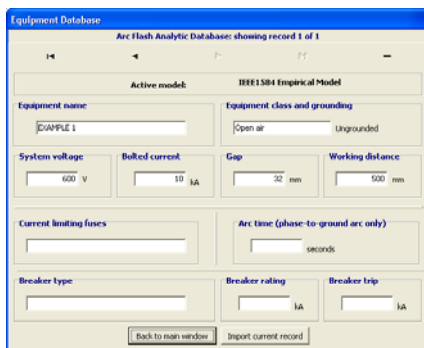 Equipment Database
Arc Flash Analytic Database: showing record 1 of 1
Active model: IEEE1584 Empirical Model
Equipment name Equipment class and grounding
EXAMPLE 1 Open air Ungrounded
System voltage Bolted current Gap Working distance
600 V 10 kA 32 mm 500 mm
Current limiting fuses Arc time (phase-to-ground arc only)
seconds
Breaker type Breaker rating Breaker trip
kA kA
Back to main window Import current record